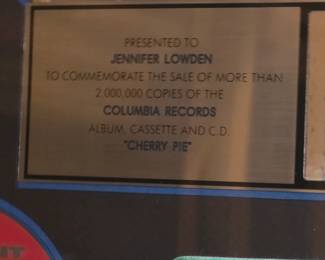 PRESENTED TO
JENNIFER LOWDEN
TO COMMEMORATE THE SALE OF MORE THAN
2,000,000 COPIES OF THE
COLUMBIA RECORDS
ALBUM, CASSETTE AND C.D.
"CHERRY PIE"